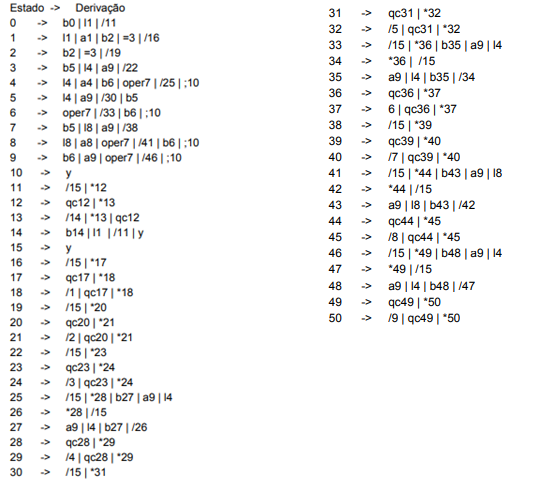 Estado -> Derivação
0 -> b0 | l1 | /11
1 -> l1 | a1 | b2 | =3 | /16
2 -> b2 | =3 | /19
3 -> b5 | l4 | a9 | /22
4 -> l4 | a4 | b6 | oper7 | /25 | ;10
5 -> l4 | a9 | /30 | b5
6 -> oper7 | /33 | b6 | ;10
7 -> b5 | l8 | a9 | /38
8 -> l8 | a8 | oper7 | /41 | b6 | ;10
9 -> b6 | a9 | oper7 | /46 | ;10
10 -> y
11 -> /15 | *12
12 -> qc12 | *13
13 -> /14 | *13 | qc12
14 -> b14 | l1 | /11 | y
15 -> y
16 -> /15 | *17
17 -> qc17 | *18
18 -> /1 | qc17 | *18
19 -> /15 | *20
20 -> qc20 | *21
21 -> /2 | qc20 | *21
22 -> /15 | *23
23 -> qc23 | *24
24 -> /3 | qc23 | *24
25 -> /15 | *28 | b27 | a9 | l4
26 -> *28 | /15
27 -> a9 | l4 | b27 | /26
28 -> qc28 | *29
29 -> /4 | qc28 | *29
30 -> /15 | *31
31 -> qc31 | *32
32 -> /5 | qc31 | *32
33 -> /15 | *36 | b35 | a9 | l4
34 -> *36 | /15
35 -> a9 | l4 | b35 | /34
36 -> qc36 | *37
37 -> 6 | qc36 | *37
38 -> /15 | *39
39 -> qc39 | *40
40 -> /7 | qc39 | *40
41 -> /15 | *44 | b43 | a9 | l8
42 -> *44 | /15
43 -> a9 | l8 | b43 | /42
44 -> qc44 | *45
45 -> /8 | qc44 | *45
46 -> /15 | *49 | b48 | a9 | l4
47 -> *49 | /15
48 -> a9 | l4 | b48 | /47
49 -> qc49 | *50
50 -> /9 | qc49 | *50